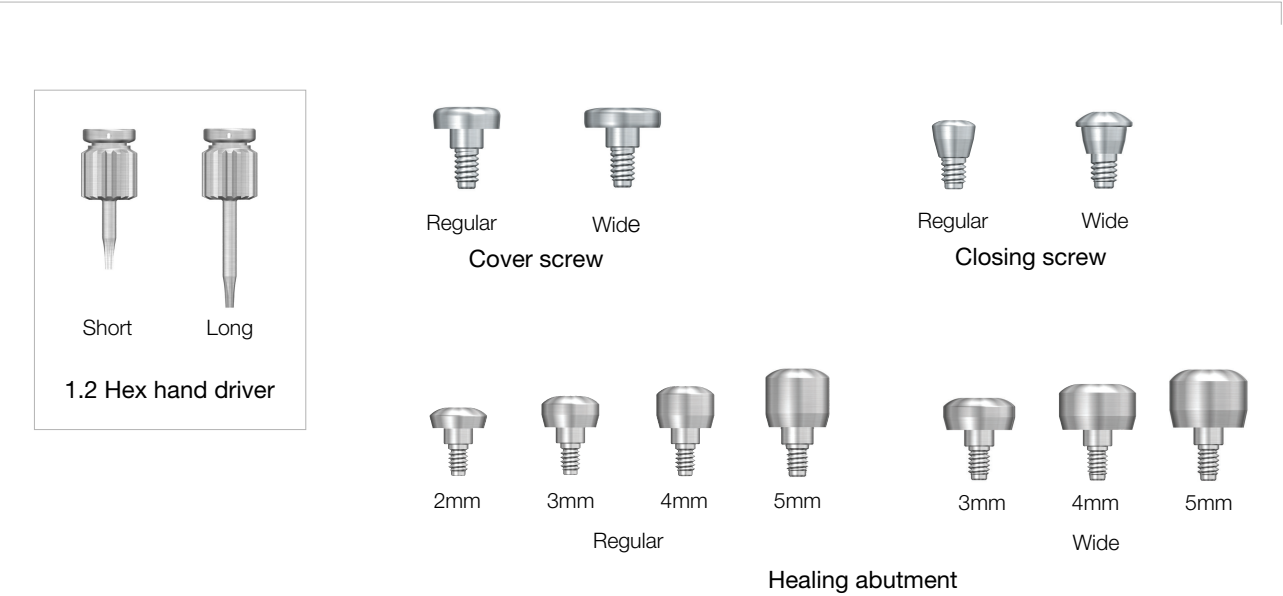 Short Long
1.2 Hex hand driver
Regular Wide
Cover screw
Regular Wide
Closing screw
2mm 3mm 4mm 5mm
Regular
3mm 4mm 5mm
Wide
Healing abutment